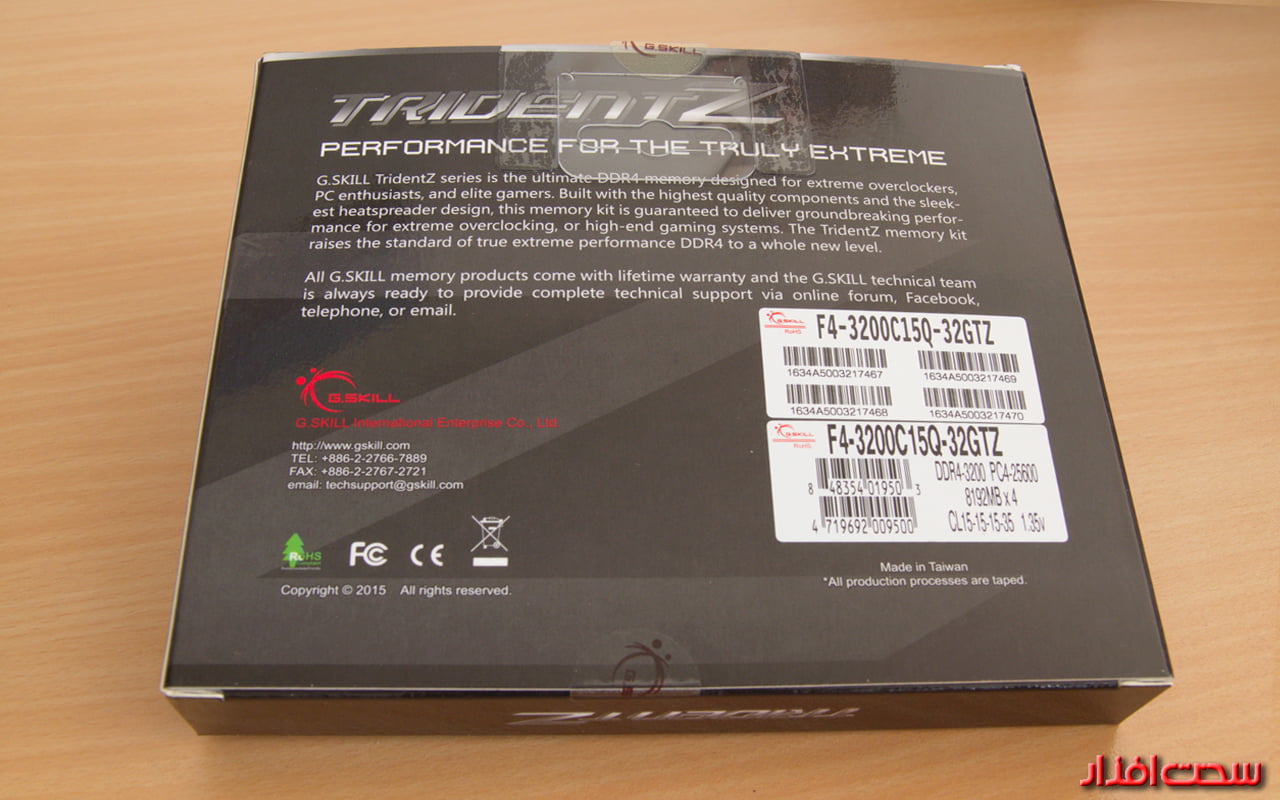 G.SKILL
TRIDENTZ
PERFORMANCE FOR THE TRULY EXTREME
G.SKILL TridentZ series is the ultimate DDR4 memory designed for extreme overclockers,
PC enthusiasts, and elite gamers. Built with the highest quality components and the sleek-
est heatspreader design, this memory kit is guaranteed to deliver groundbreaking perfor-
mance for extreme overclocking, or high-end gaming systems. The TridentZ memory kit
raises the standard of true extreme performance DDR4 to a whole new level.
All G.SKILL memory products come with lifetime warranty and the G.SKILL technical team
is always ready to provide complete technical support via online forum, Facebook,
telephone, or email.
G.SKILL
RoHS
F4-3200C15Q-32GTZ
1634A5003217467
1634A5003217469
1634A5003217468
1634A5003217470
G.SKILL
RoHS
F4-3200C15Q-32GTZ
DDR4-3200 PC4-25600
8 48354 01950 3
8192MB x 4
4 719692 009500
CL15-15-15-35 1.35v
G.SKILL
G.SKILL International Enterprise Co., Ltd
http://www.gskill.com
TEL: +886-2-2766-7889
FAX: +886-2-2767-2721
email: techsupport@gskill.com
RoHS
FC CE
Copyright © 2015 All rights reserved.
Made in Taiwan
*All production processes are taped.
G.SKILL
TRIDENTZ
سخت‌افزار